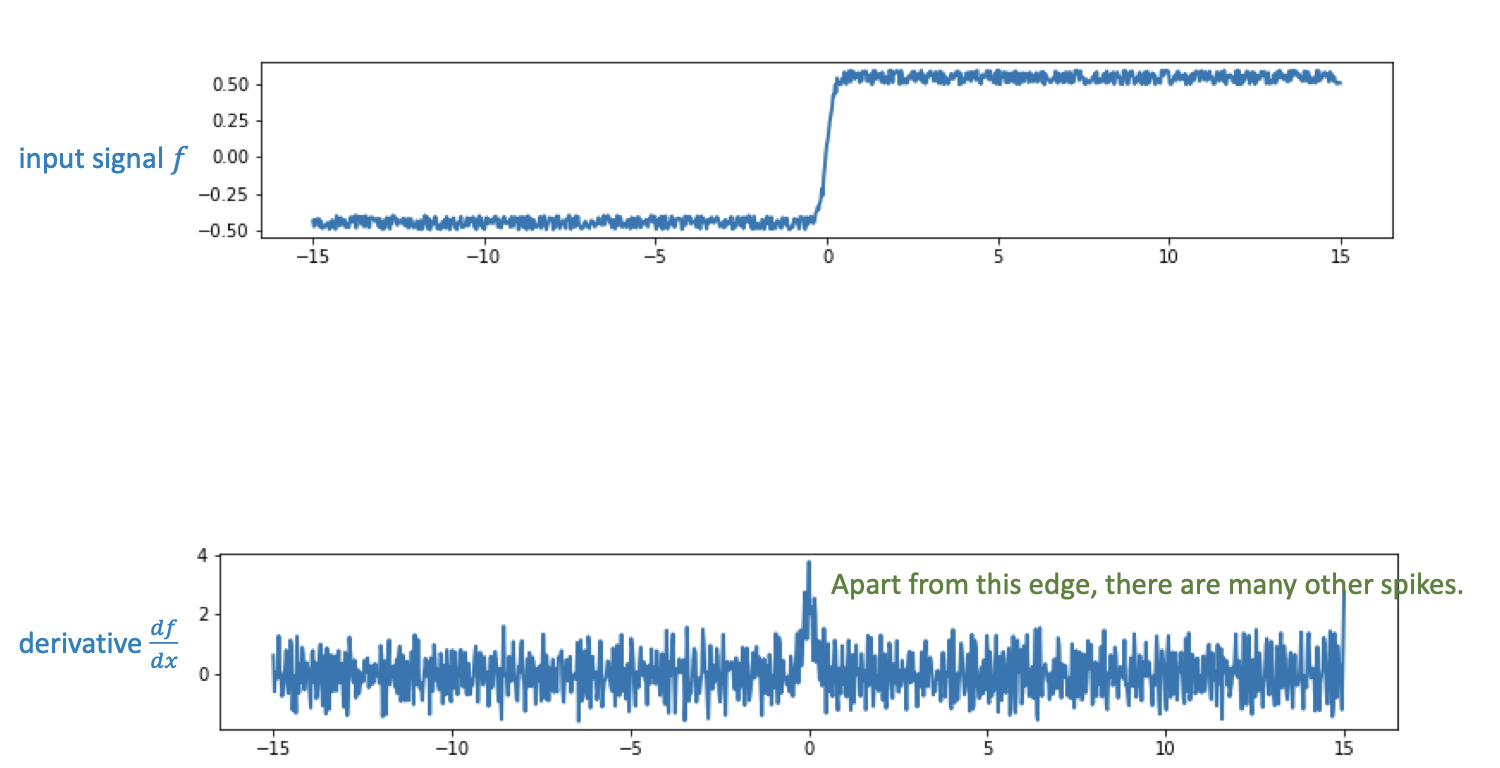 0.50
0.25
input signal f 0.00
−0.25
−0.50
−15 −10 −5 0 5 10 15
4
Apart from this edge, there are many other spikes.
2
derivative df/dx
0
−15 −10 −5 0 5 10 15